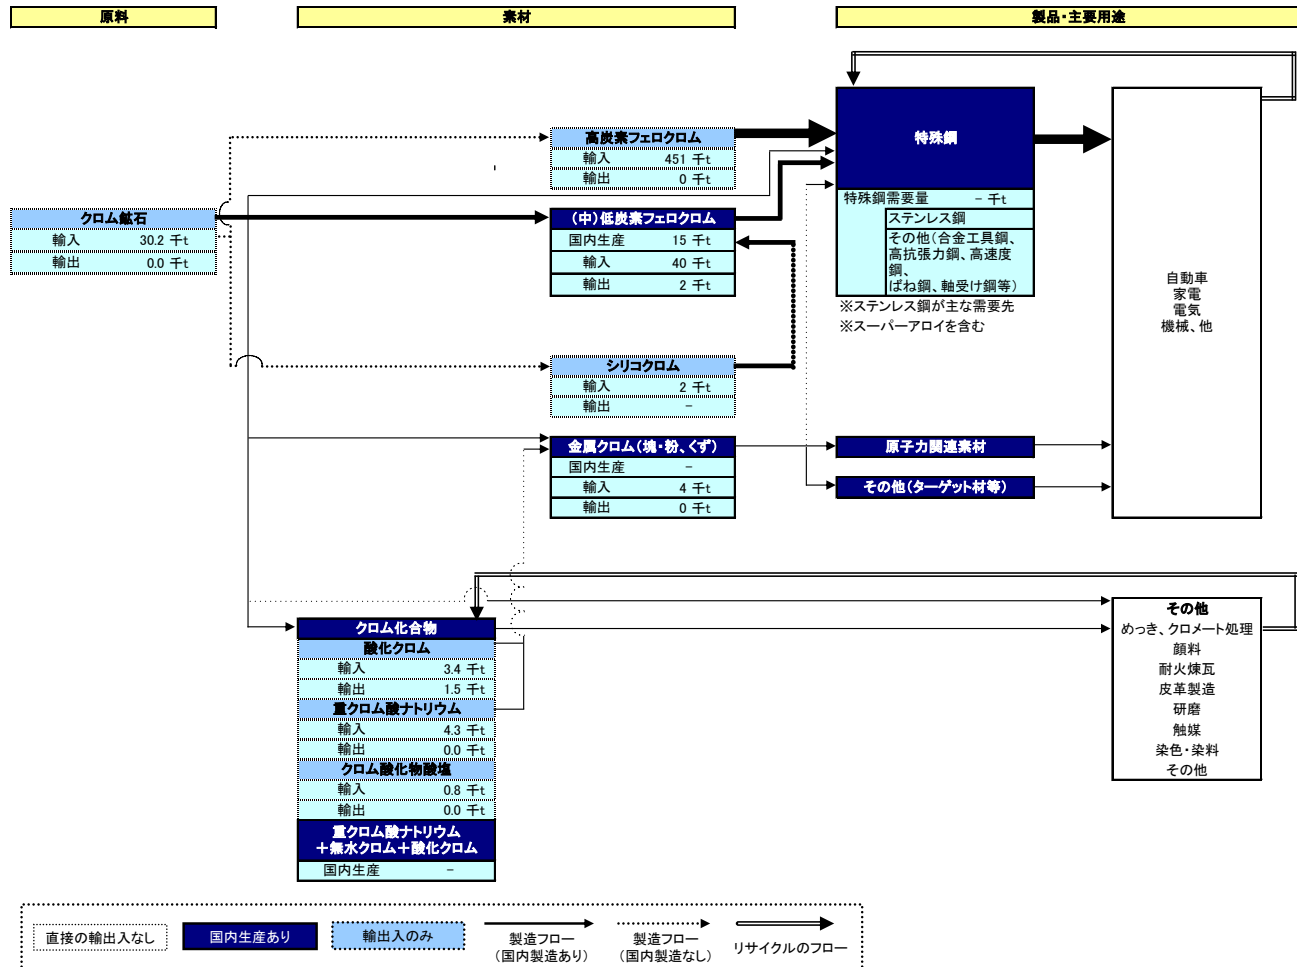 原料
素材
製品・主要用途
高炭素フェロクロム
輸入 451 千t
輸出 0 千t
特殊鋼
特殊鋼需要量 - 千t
ステンレス鋼
その他(合金工具鋼、
高抗張力鋼、高速度
鋼、
ばね鋼、軸受け鋼等)
※ステンレス鋼が主な需要先
※スーパーアロイを含む
クロム鉱石
輸入 30.2 千t
輸出 0.0 千t
(中)低炭素フェロクロム
国内生産 15 千t
輸入 40 千t
輸出 2 千t
自動車
家電
電気
機械、他
シリコクロム
輸入 2 千t
輸出 -
金属クロム(塊・粉、くず)
国内生産 -
輸入 4 千t
輸出 0 千t
原子力関連素材
その他(ターゲット材等)
クロム化合物
酸化クロム
輸入 3.4 千t
輸出 1.5 千t
重クロム酸ナトリウム
輸入 4.3 千t
輸出 0.0 千t
クロム酸化物酸塩
輸入 0.8 千t
輸出 0.0 千t
重クロム酸ナトリウム
+無水クロム+酸化クロム
国内生産 -
その他
めっき、クロメート処理
顔料
耐火煉瓦
皮革製造
研磨
触媒
染色・染料
その他
直接の輸出入なし
国内生産あり
輸出入のみ
製造フロー
(国内製造あり)
製造フロー
(国内製造なし)
リサイクルのフロー